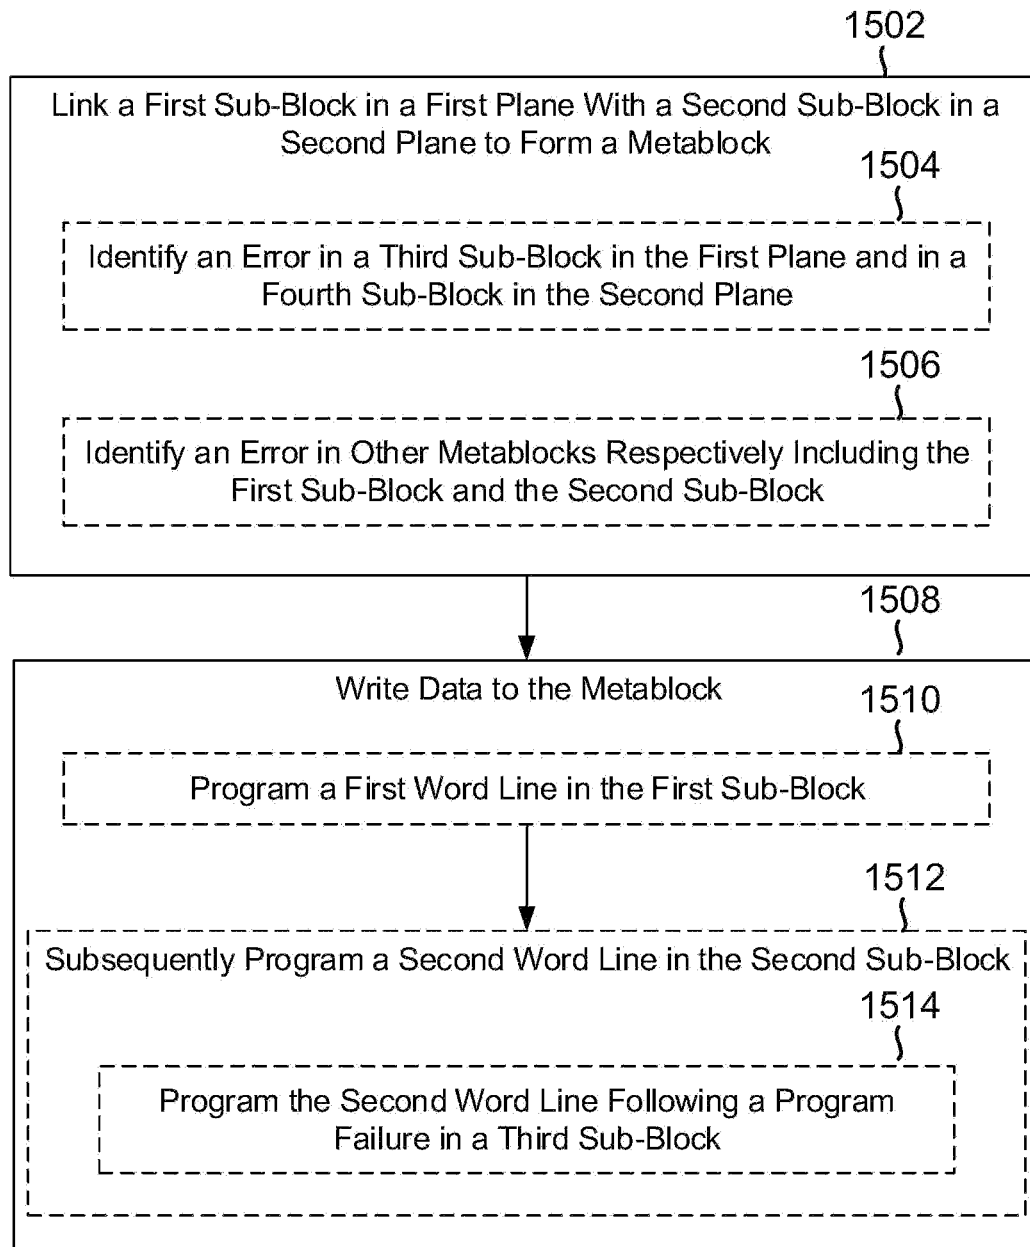 1502
Link a First Sub-Block in a First Plane With a Second Sub-Block in a
Second Plane to Form a Metablock
1504
Identify an Error in a Third Sub-Block in the First Plane and in a
Fourth Sub-Block in the Second Plane
1506
Identify an Error in Other Metablocks Respectively Including the
First Sub-Block and the Second Sub-Block
1508
Write Data to the Metablock
1510
Program a First Word Line in the First Sub-Block
1512
Subsequently Program a Second Word Line in the Second Sub-Block
1514
Program the Second Word Line Following a Program
Failure in a Third Sub-Block